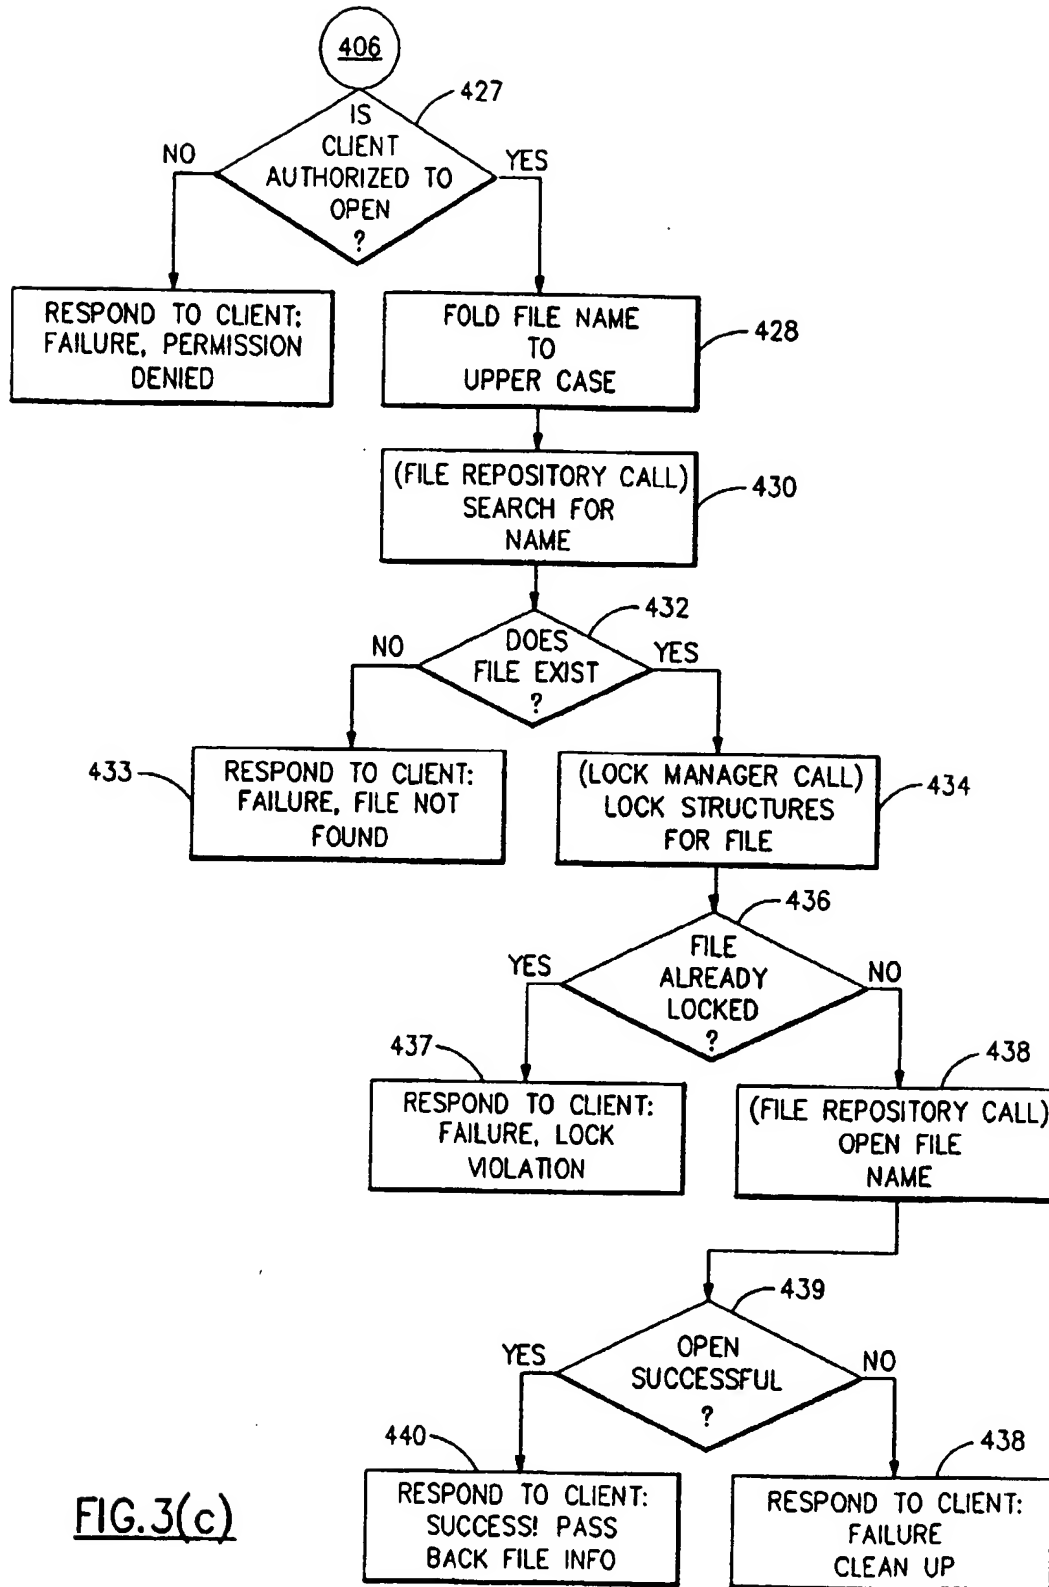 406
427
IS
CLIENT
AUTHORIZED TO
OPEN
?
NO
YES
RESPOND TO CLIENT:
FAILURE, PERMISSION
DENIED
FOLD FILE NAME
TO
UPPER CASE
428
(FILE REPOSITORY CALL)
SEARCH FOR
NAME
430
432
DOES
FILE EXIST
?
NO
YES
433
RESPOND TO CLIENT:
FAILURE, FILE NOT
FOUND
(LOCK MANAGER CALL)
LOCK STRUCTURES
FOR FILE
434
436
FILE
ALREADY
LOCKED
?
YES
NO
437
RESPOND TO CLIENT:
FAILURE, LOCK
VIOLATION
438
(FILE REPOSITORY CALL)
OPEN FILE
NAME
439
OPEN
SUCCESSFUL
?
YES
NO
440
RESPOND TO CLIENT:
SUCCESS! PASS
BACK FILE INFO
438
RESPOND TO CLIENT:
FAILURE
CLEAN UP
FIG.3(c)